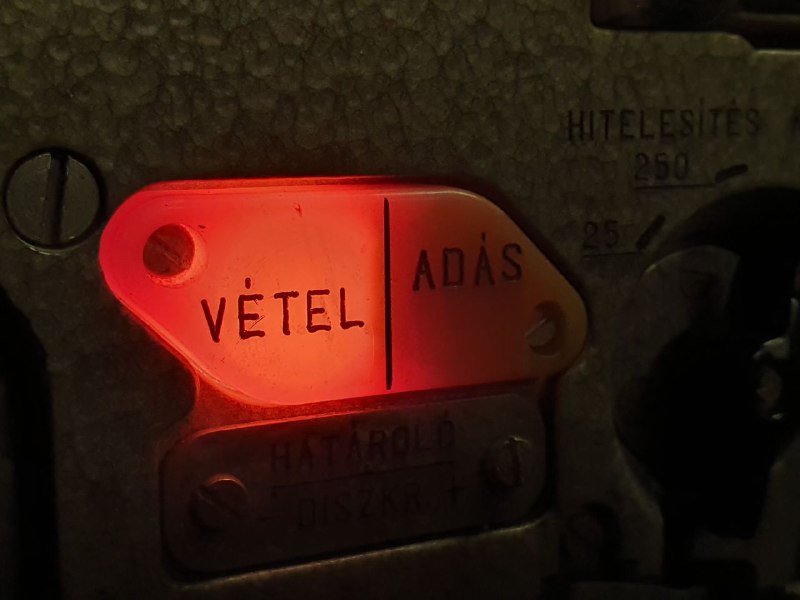 HITELESÍTÉS
250
25
VÉTEL ADÁS
HATÁROLÓ
- DISZKR. +